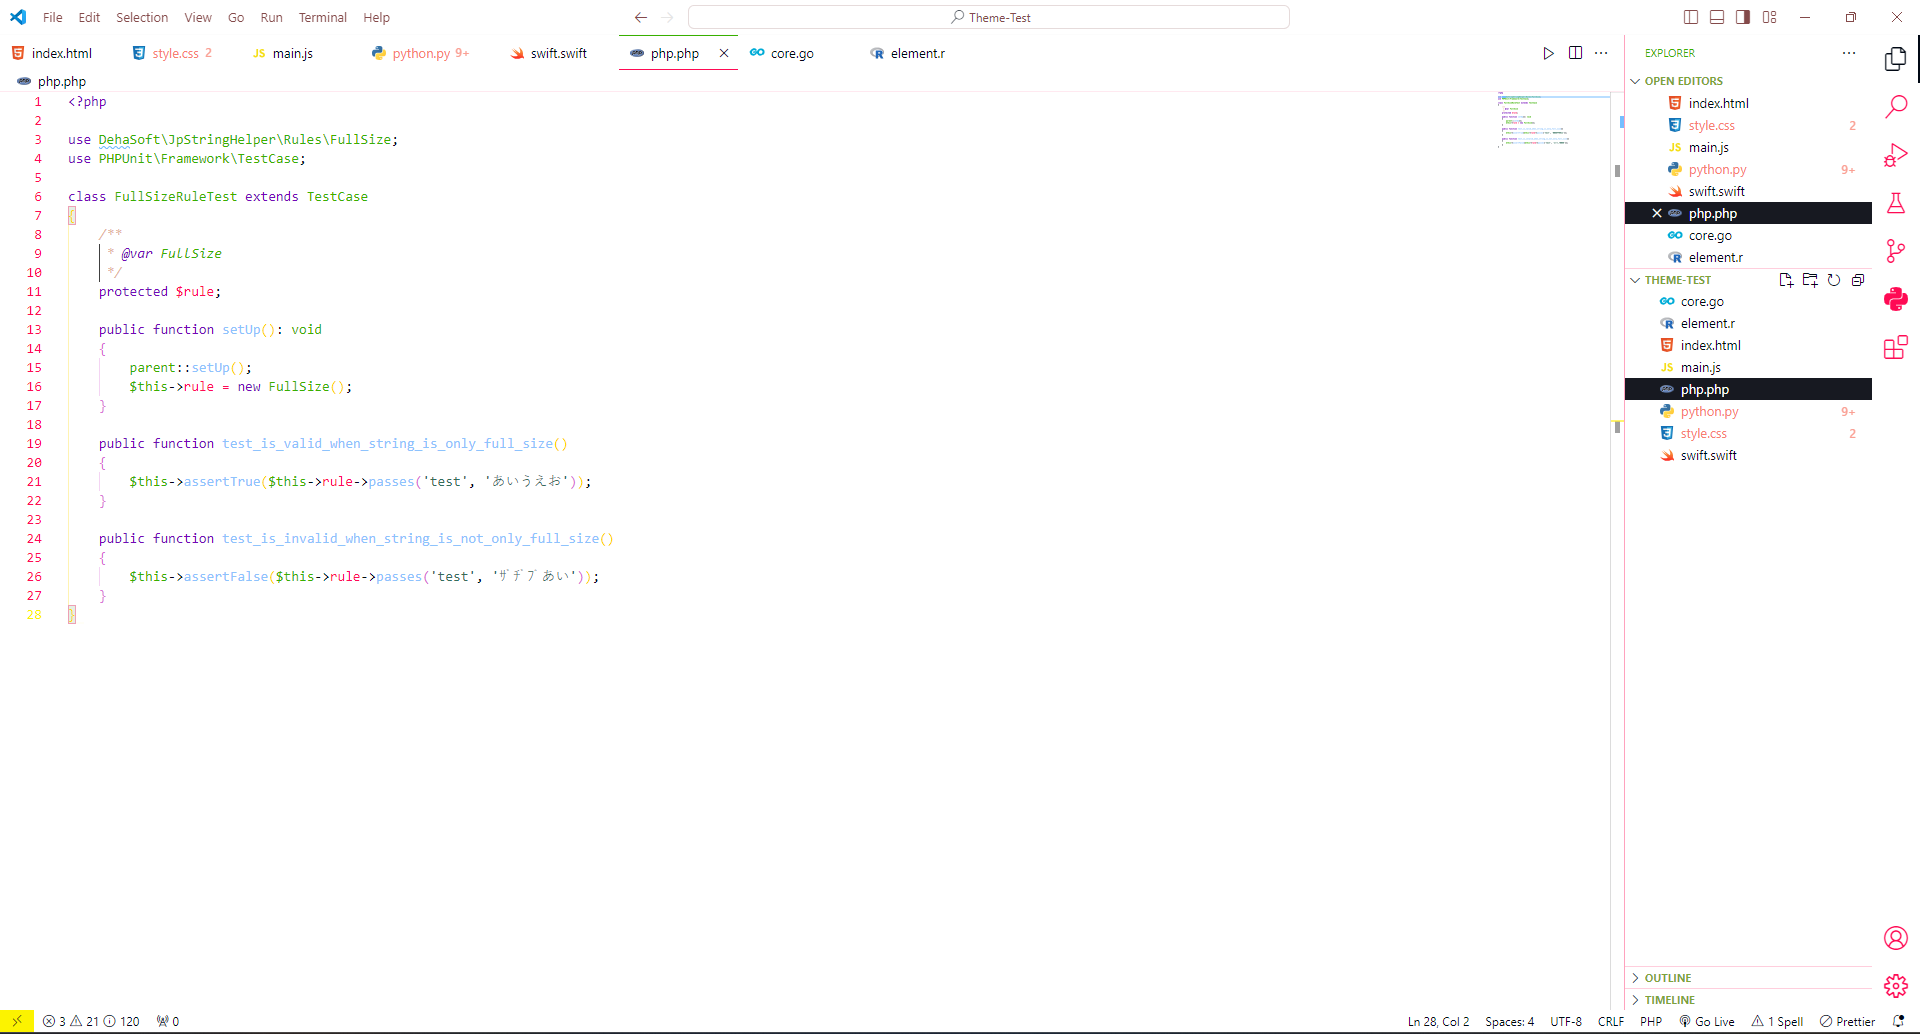 File Edit Selection View Go Run Terminal Help
Theme-Test
index.html
style.css 2
JS main.js
python.py 9+
swift.swift
php.php
GO core.go
R element.r
php.php
1 <?php
2
3 use DehaSoft\JpStringHelper\Rules\FullSize;
4 use PHPUnit\Framework\TestCase;
5
6 class FullSizeRuleTest extends TestCase
7 {
8 /**
9 * @var FullSize
10 */
11 protected $rule;
12
13 public function setUp(): void
14 {
15 parent::setUp();
16 $this->rule = new FullSize();
17 }
18
19 public function test_is_valid_when_string_is_only_full_size()
20 {
21 $this->assertTrue($this->rule->passes('test', 'あいうえお'));
22 }
23
24 public function test_is_invalid_when_string_is_not_only_full_size()
25 {
26 $this->assertFalse($this->rule->passes('test', 'ｻﾞﾁﾞﾌﾞあい'));
27 }
28 }
EXPLORER
OPEN EDITORS
index.html
style.css 2
JS main.js
python.py 9+
swift.swift
php.php
GO core.go
R element.r
THEME-TEST
GO core.go
R element.r
index.html
JS main.js
php.php
python.py 9+
style.css 2
swift.swift
OUTLINE
TIMELINE
3 21 120 0
Ln 28, Col 2 Spaces: 4 UTF-8 CRLF PHP Go Live 1 Spell Prettier